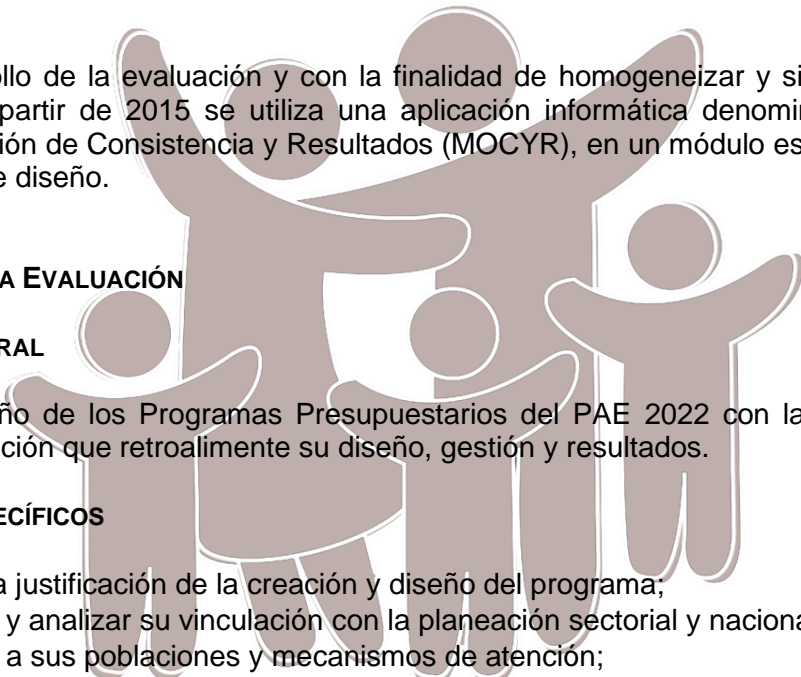 ollo de la evaluación y con la finalidad de homogeneizar y si
partir de 2015 se utiliza una aplicación informática denomi
ión de Consistencia y Resultados (MOCYR), en un módulo es
e diseño.
A EVALUACIÓN
RAL
ño de los Programas Presupuestarios del PAE 2022 con la
ción que retroalimente su diseño, gestión y resultados.
ECÍFICOS
a justificación de la creación y diseño del programa;
y analizar su vinculación con la planeación sectorial y naciona
a sus poblaciones y mecanismos de atención;